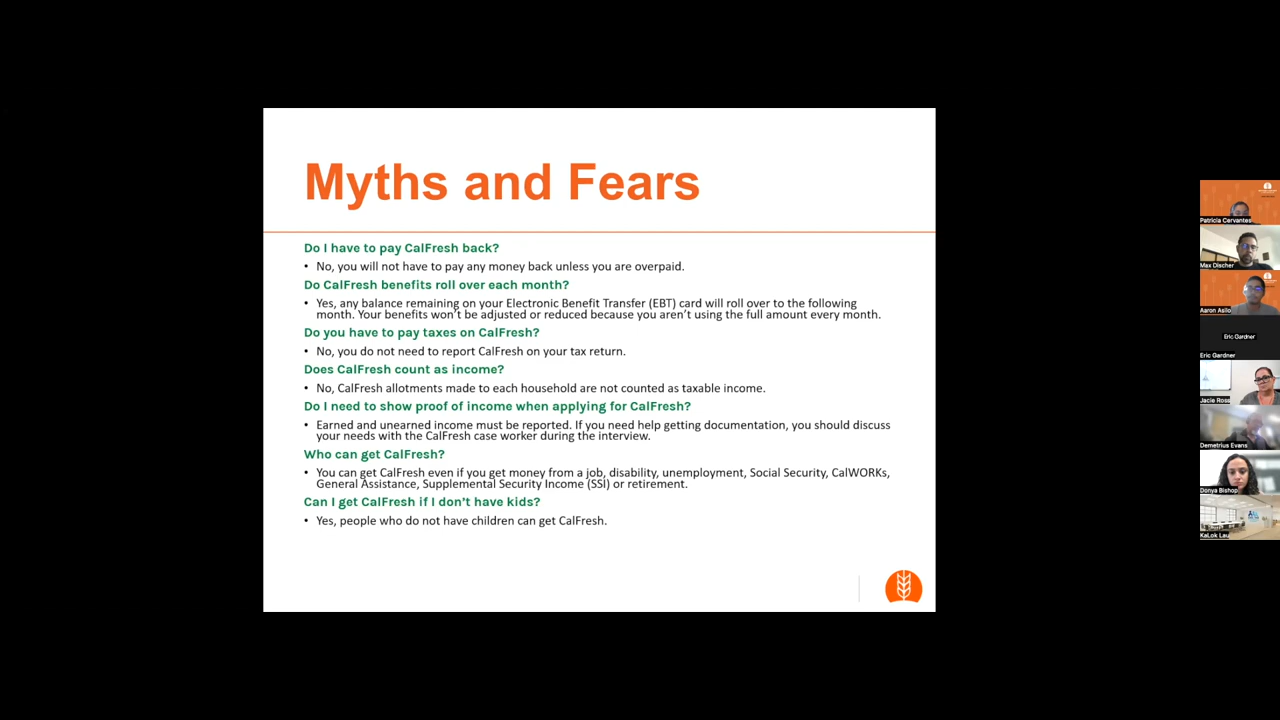 Myths and Fears
Do I have to pay CalFresh back?
• No, you will not have to pay any money back unless you are overpaid.
Do CalFresh benefits roll over each month?
• Yes, any balance remaining on your Electronic Benefit Transfer (EBT) card will roll over to the following
month. Your benefits won't be adjusted or reduced because you aren't using the full amount every month.
Do you have to pay taxes on CalFresh?
• No, you do not need to report CalFresh on your tax return.
Does CalFresh count as income?
• No, CalFresh allotments made to each household are not counted as taxable income.
Do I need to show proof of income when applying for CalFresh?
• Earned and unearned income must be reported. If you need help getting documentation, you should discuss
your needs with the CalFresh case worker during the interview.
Who can get CalFresh?
• You can get CalFresh even if you get money from a job, disability, unemployment, Social Security, CalWORKs,
General Assistance, Supplemental Security Income (SSI) or retirement.
Can I get CalFresh if I don't have kids?
• Yes, people who do not have children can get CalFresh.
Patricia Cervantes
Max Discher
Aaron Asilo
Eric Gardner
Eric Gardner
Jacie Ross
Demetrius Evans
Donya Bishop
KaLok Lau